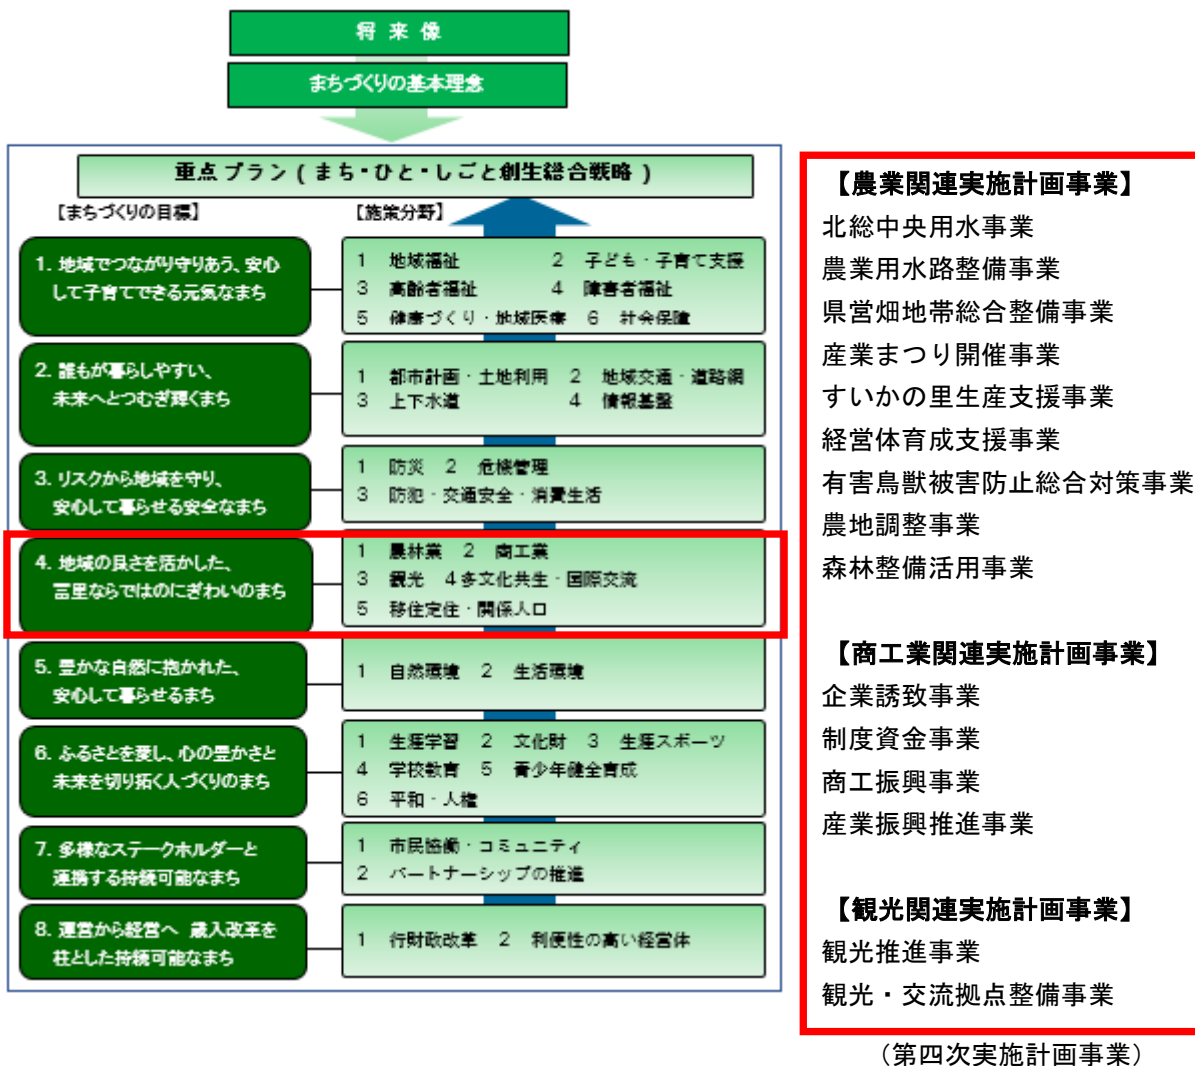 将来像
まちづくりの基本理念
重点プラン(まち・ひと・しごと創生総合戦略)
【まちづくりの目標】
【施策分野】
1. 地域でつながり守りあう、安心
して子育てできる元気なまち
1 地域福祉 2 子ども・子育て支援
3 高齢者福祉 4 障害者福祉
5 健康づくり・地域医療 6 社会保障
2. 誰もが暮らしやすい、
未来へとつむぎ輝くまち
1 都市計画・土地利用 2 地域交通・道路網
3 上下水道 4 情報基盤
3. リスクから地域を守り、
安心して暮らせる安全なまち
1 防災 2 危機管理
3 防犯・交通安全・消費生活
4. 地域の良さを活かした、
富里ならではのにぎわいのまち
1 農林業 2 商工業
3 観光 4多文化共生・国際交流
5 移住定住・関係人口
5. 豊かな自然に抱かれた、
安心して暮らせるまち
1 自然環境 2 生活環境
6. ふるさとを愛し、心の豊かさと
未来を切り拓く人づくりのまち
1 生涯学習 2 文化財 3 生涯スポーツ
4 学校教育 5 青少年健全育成
6 平和・人権
7. 多様なステークホルダーと
連携する持続可能なまち
1 市民協働・コミュニティ
2 パートナーシップの推進
8. 運営から経営へ 歳入改革を
柱とした持続可能なまち
1 行財政改革 2 利便性の高い経営体
【農業関連実施計画事業】
北総中央用水事業
農業用水路整備事業
県営畑地帯総合整備事業
産業まつり開催事業
すいかの里生産支援事業
経営体育成支援事業
有害鳥獣被害防止総合対策事業
農地調整事業
森林整備活用事業
【商工業関連実施計画事業】
企業誘致事業
制度資金事業
商工振興事業
産業振興推進事業
【観光関連実施計画事業】
観光推進事業
観光・交流拠点整備事業
(第四次実施計画事業)